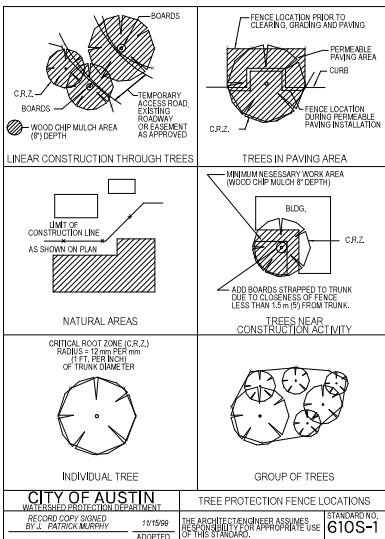 BOARDS
C.R.Z.
BOARDS
TEMPORARY
ACCESS ROAD,
EXISTING
ROADWAY
OR EASEMENT
AS APPROVED
WOOD CHIP MULCH AREA
(8") DEPTH
LINEAR CONSTRUCTION THROUGH TREES
FENCE LOCATION PRIOR TO
CLEARING, GRADING AND PAVING
PERMEABLE
PAVING AREA
CURB
FENCE LOCATION
DURING PERMEABLE
PAVING INSTALLATION
C.R.Z.
TREES IN PAVING AREA
LIMIT OF
CONSTRUCTION LINE
AS SHOWN ON PLAN
NATURAL AREAS
MINIMUM NESESSARY WORK AREA
(WOOD CHIP MULCH 8" DEPTH)
BLDG.
C.R.Z.
ADD BOARDS STRAPPED TO TRUNK
DUE TO CLOSENESS OF FENCE
LESS THAN 1.5 m (5') FROM TRUNK.
TREES NEAR
CONSTRUCTION ACTIVITY
CRITICAL ROOT ZONE (C.R.Z.)
RADIUS = 12 mm PER mm
(1 FT. PER INCH)
OF TRUNK DIAMETER
INDIVIDUAL TREE
GROUP OF TREES
CITY OF AUSTIN
WATERSHED PROTECTION DEPARTMENT
TREE PROTECTION FENCE LOCATIONS
RECORD COPY SIGNED
BY J. PATRICK MURPHY
11/15/99
ADOPTED
THE ARCHITECT/ENGINEER ASSUMES
RESPONSIBILITY FOR APPROPRIATE USE
OF THIS STANDARD.
STANDARD NO.
610S-1